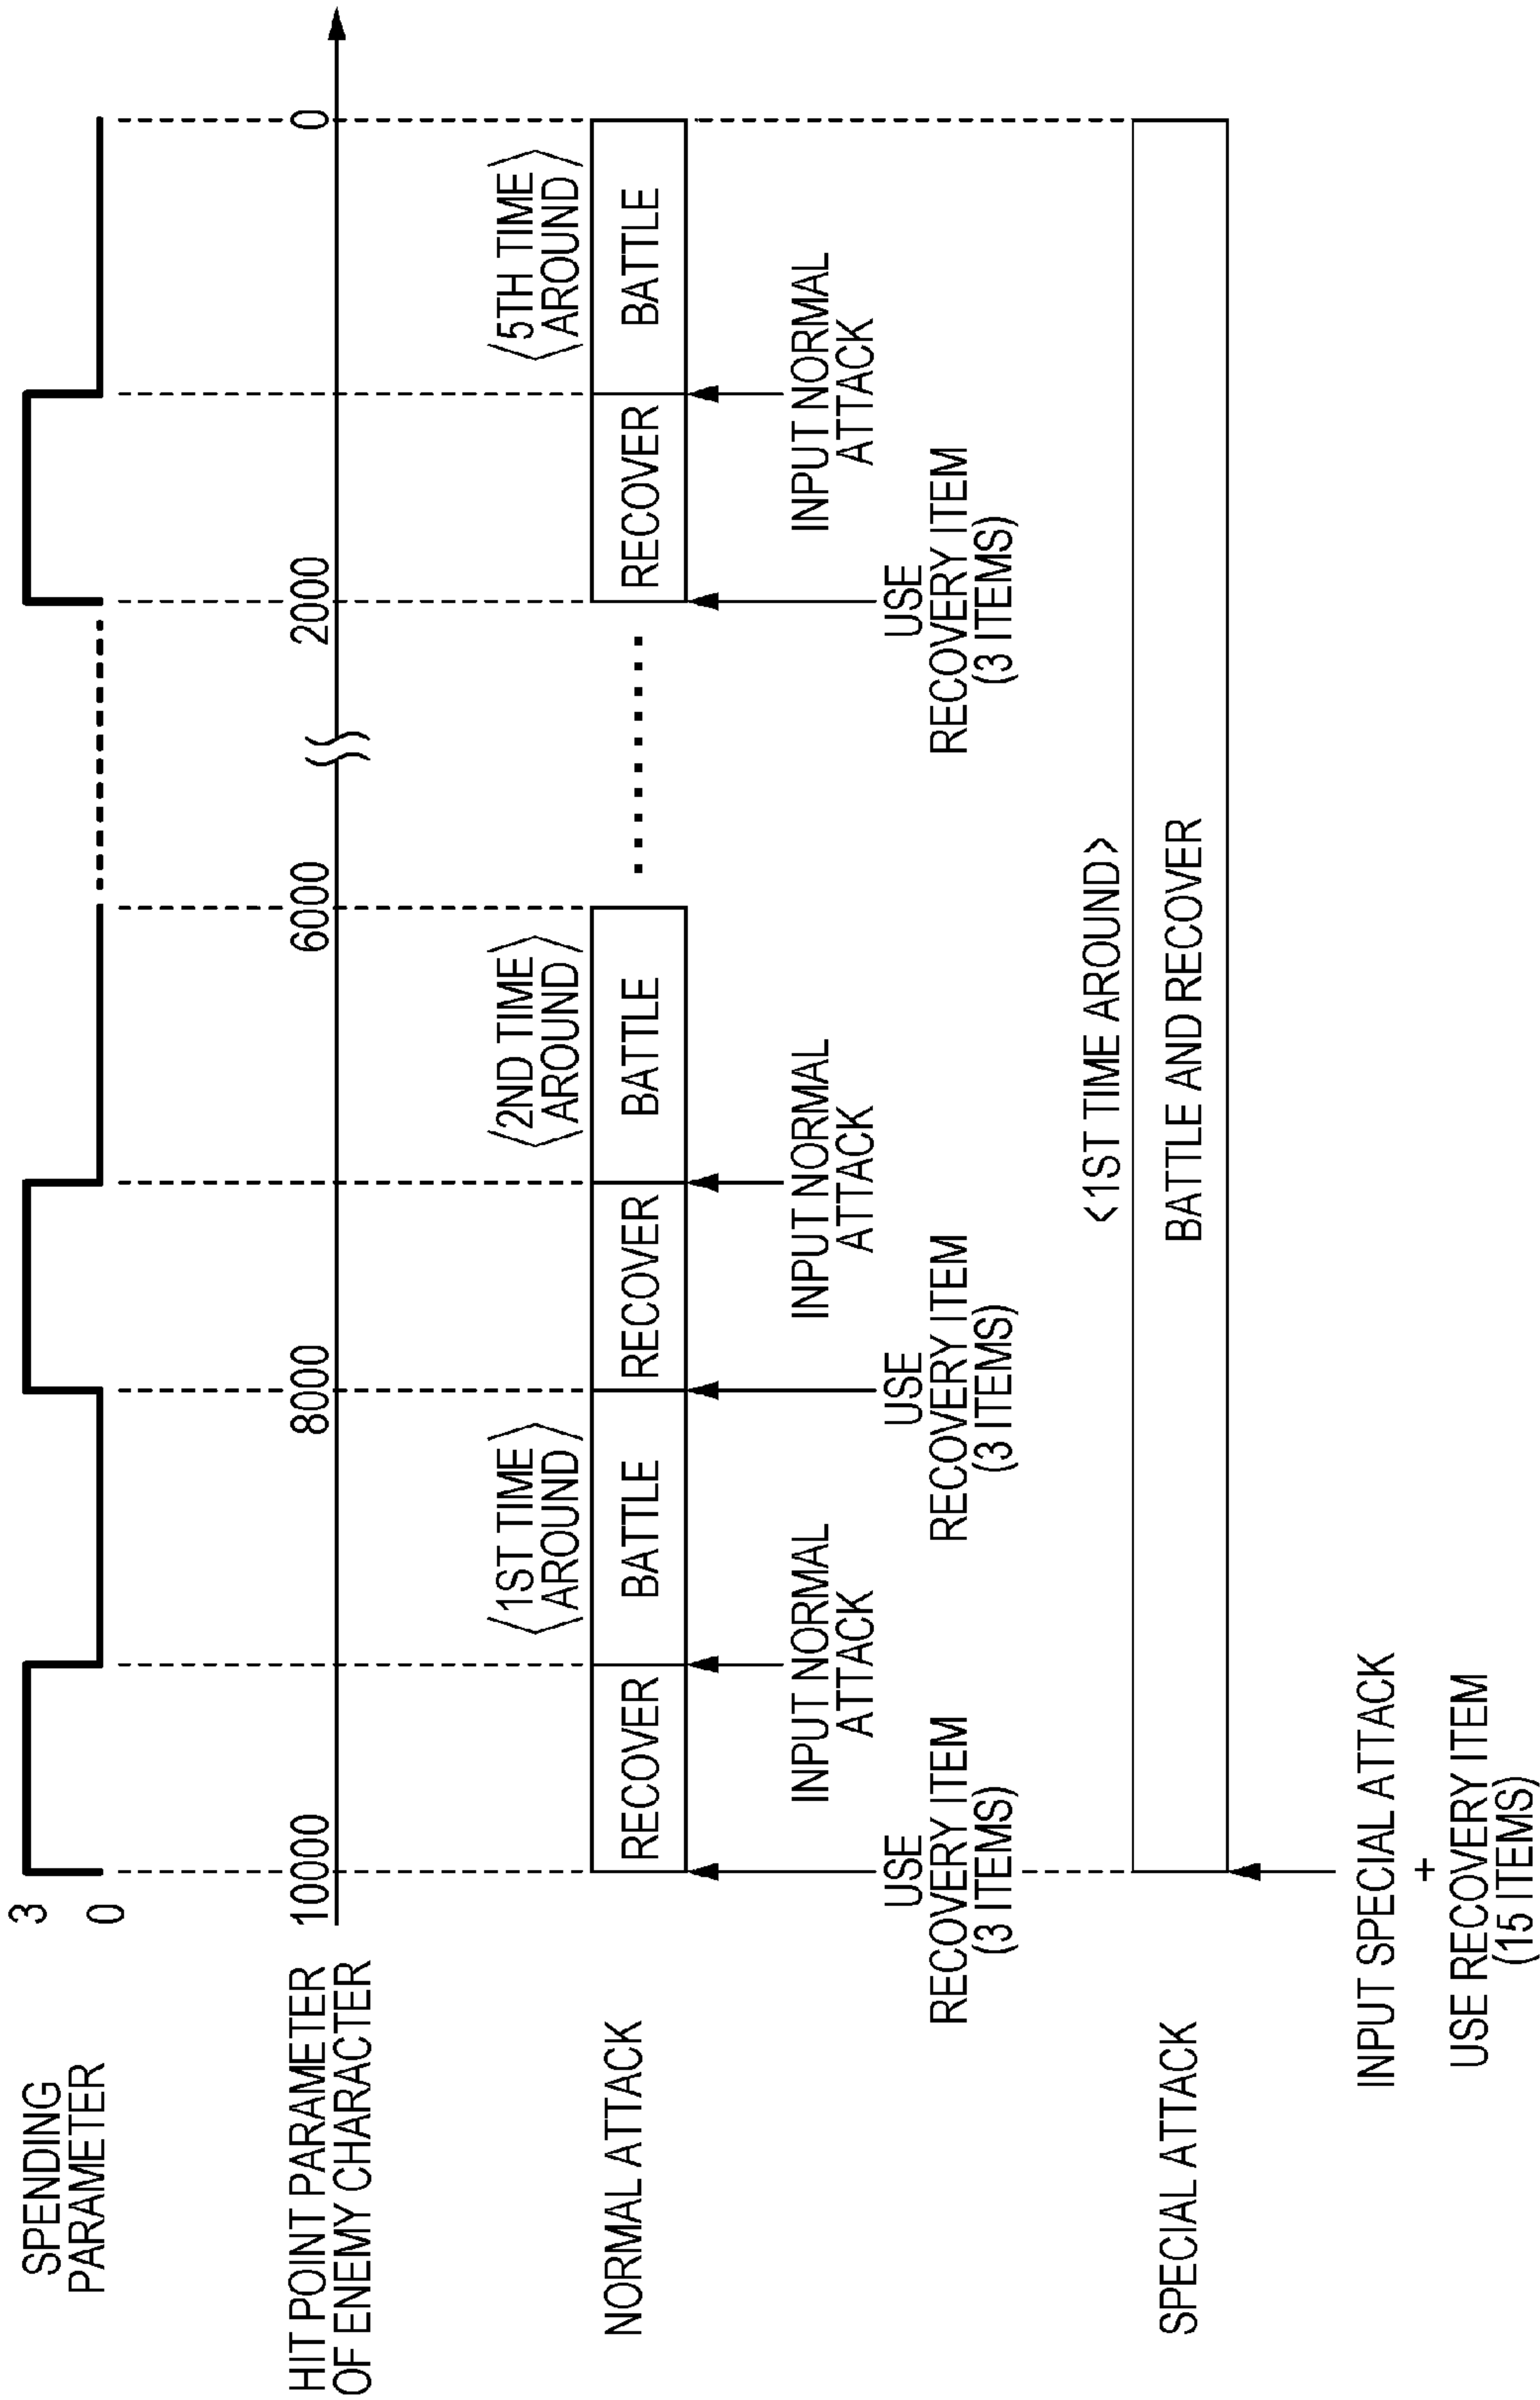 SPENDING
PARAMETER
3
0
HIT POINT PARAMETER
OF ENEMY CHARACTER
10000
8000
6000
2000
0
NORMAL ATTACK
<1ST TIME
AROUND>
<2ND TIME
AROUND>
<5TH TIME
AROUND>
RECOVER
BATTLE
RECOVER
BATTLE
RECOVER
BATTLE
INPUT NORMAL
ATTACK
INPUT NORMAL
ATTACK
INPUT NORMAL
ATTACK
USE
RECOVERY ITEM
(3 ITEMS)
USE
RECOVERY ITEM
(3 ITEMS)
USE
RECOVERY ITEM
(3 ITEMS)
<1ST TIME AROUND>
SPECIAL ATTACK
BATTLE AND RECOVER
INPUT SPECIAL ATTACK
+
USE RECOVERY ITEM
(15 ITEMS)